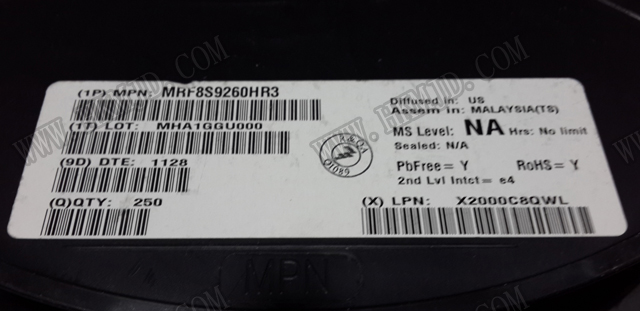 (1P) MPN: MRF8S9260HR3
(1T) LOT: MHA1GGU000
(9D) DTE: 1128
(Q)QTY: 250
Diffused in: US
Assem in: MALAYSIA(TS)
MS Level: NA Hrs: No limit
Sealed: N/A
PbFree= Y RoHS= Y
2nd Lvl Intct= e4
(X) LPN: X2000C8QWL
MPN